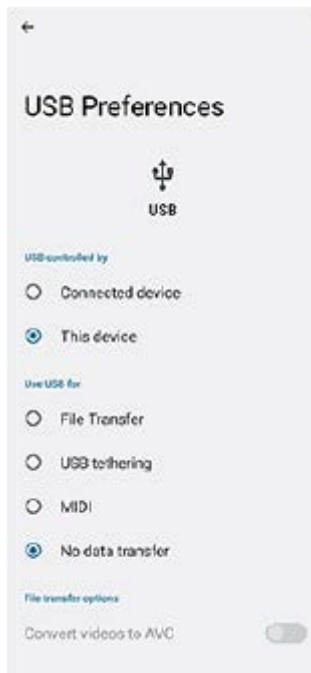 USB Preferences
USB
USB controlled by
Connected device
This device
Use USB for
File Transfer
USB tethering
MIDI
No data transfer
File transfer options
Convert videos to AVC